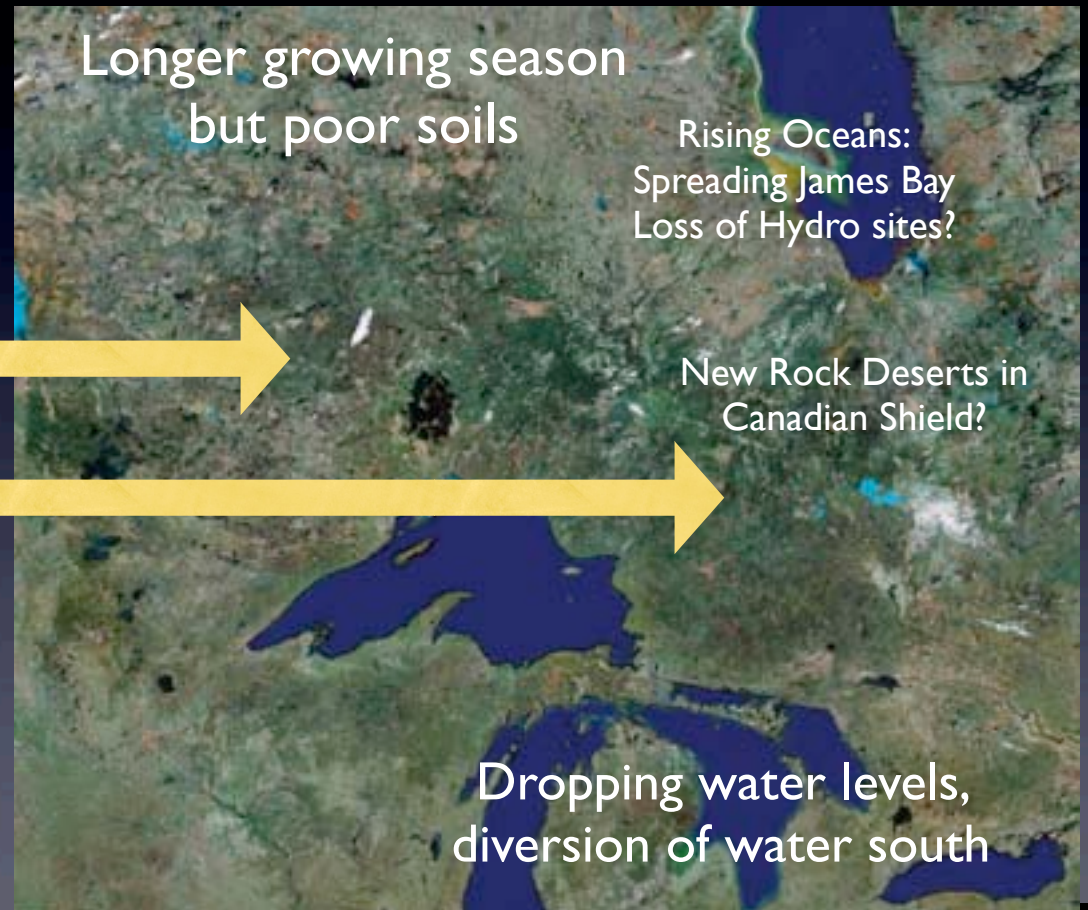 Longer growing season
but poor soils
Rising Oceans:
Spreading James Bay
Loss of Hydro sites?
New Rock Deserts in
Canadian Shield?
Dropping water levels,
diversion of water south